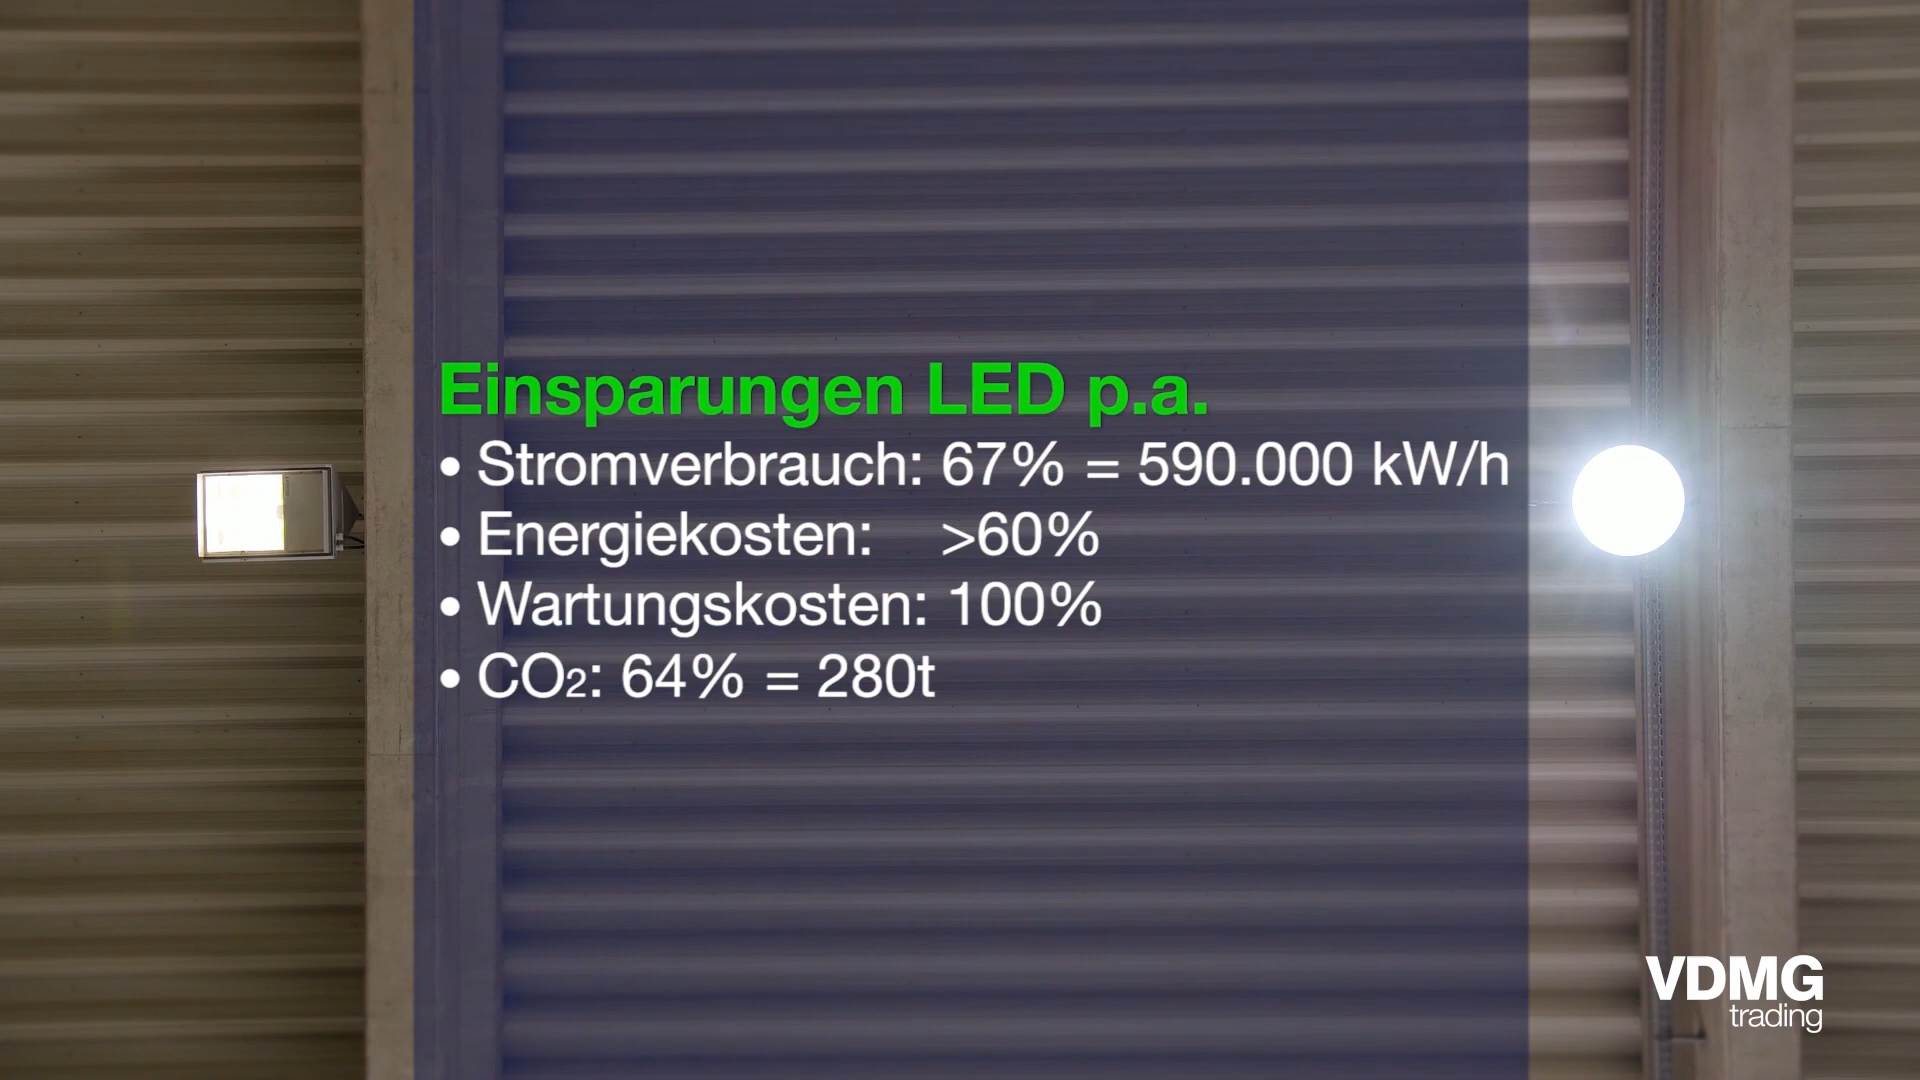 Einsparungen LED p.a.
• Stromverbrauch: 67% = 590.000 kW/h
• Energiekosten: >60%
• Wartungskosten: 100%
• CO₂: 64% = 280t
VDMG
trading